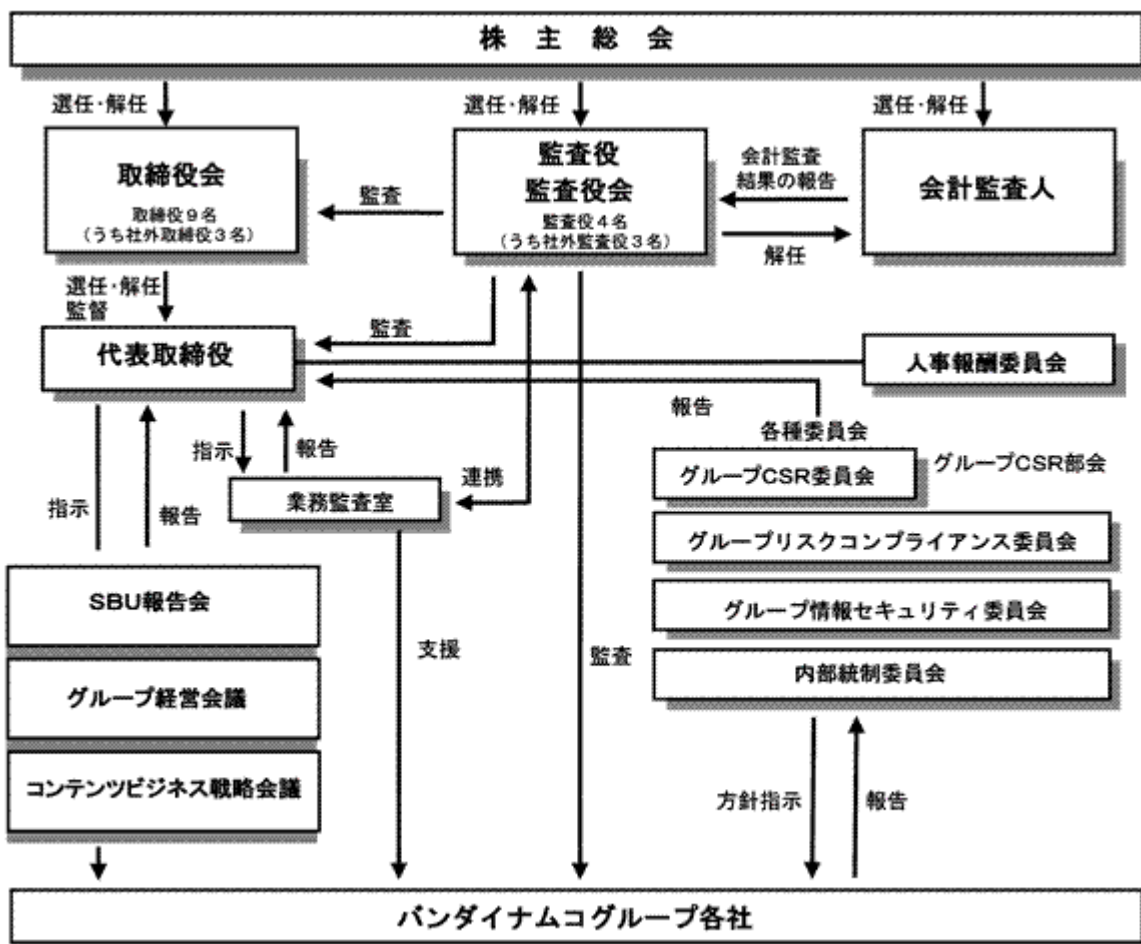 株主総会
選任・解任
選任・解任
選任・解任
取締役会
取締役９名
（うち社外取締役３名）
監査
監査役
監査役会
監査役４名
（うち社外監査役３名）
会計監査
結果の報告
解任
会計監査人
選任・解任
監督
監査
代表取締役
人事報酬委員会
報告
指示
報告
各種委員会
グループCSR委員会
グループCSR部会
連携
業務監査室
指示
報告
グループリスクコンプライアンス委員会
SBU報告会
グループ情報セキュリティ委員会
支援
監査
内部統制委員会
グループ経営会議
コンテンツビジネス戦略会議
方針指示
報告
バンダイナムコグループ各社